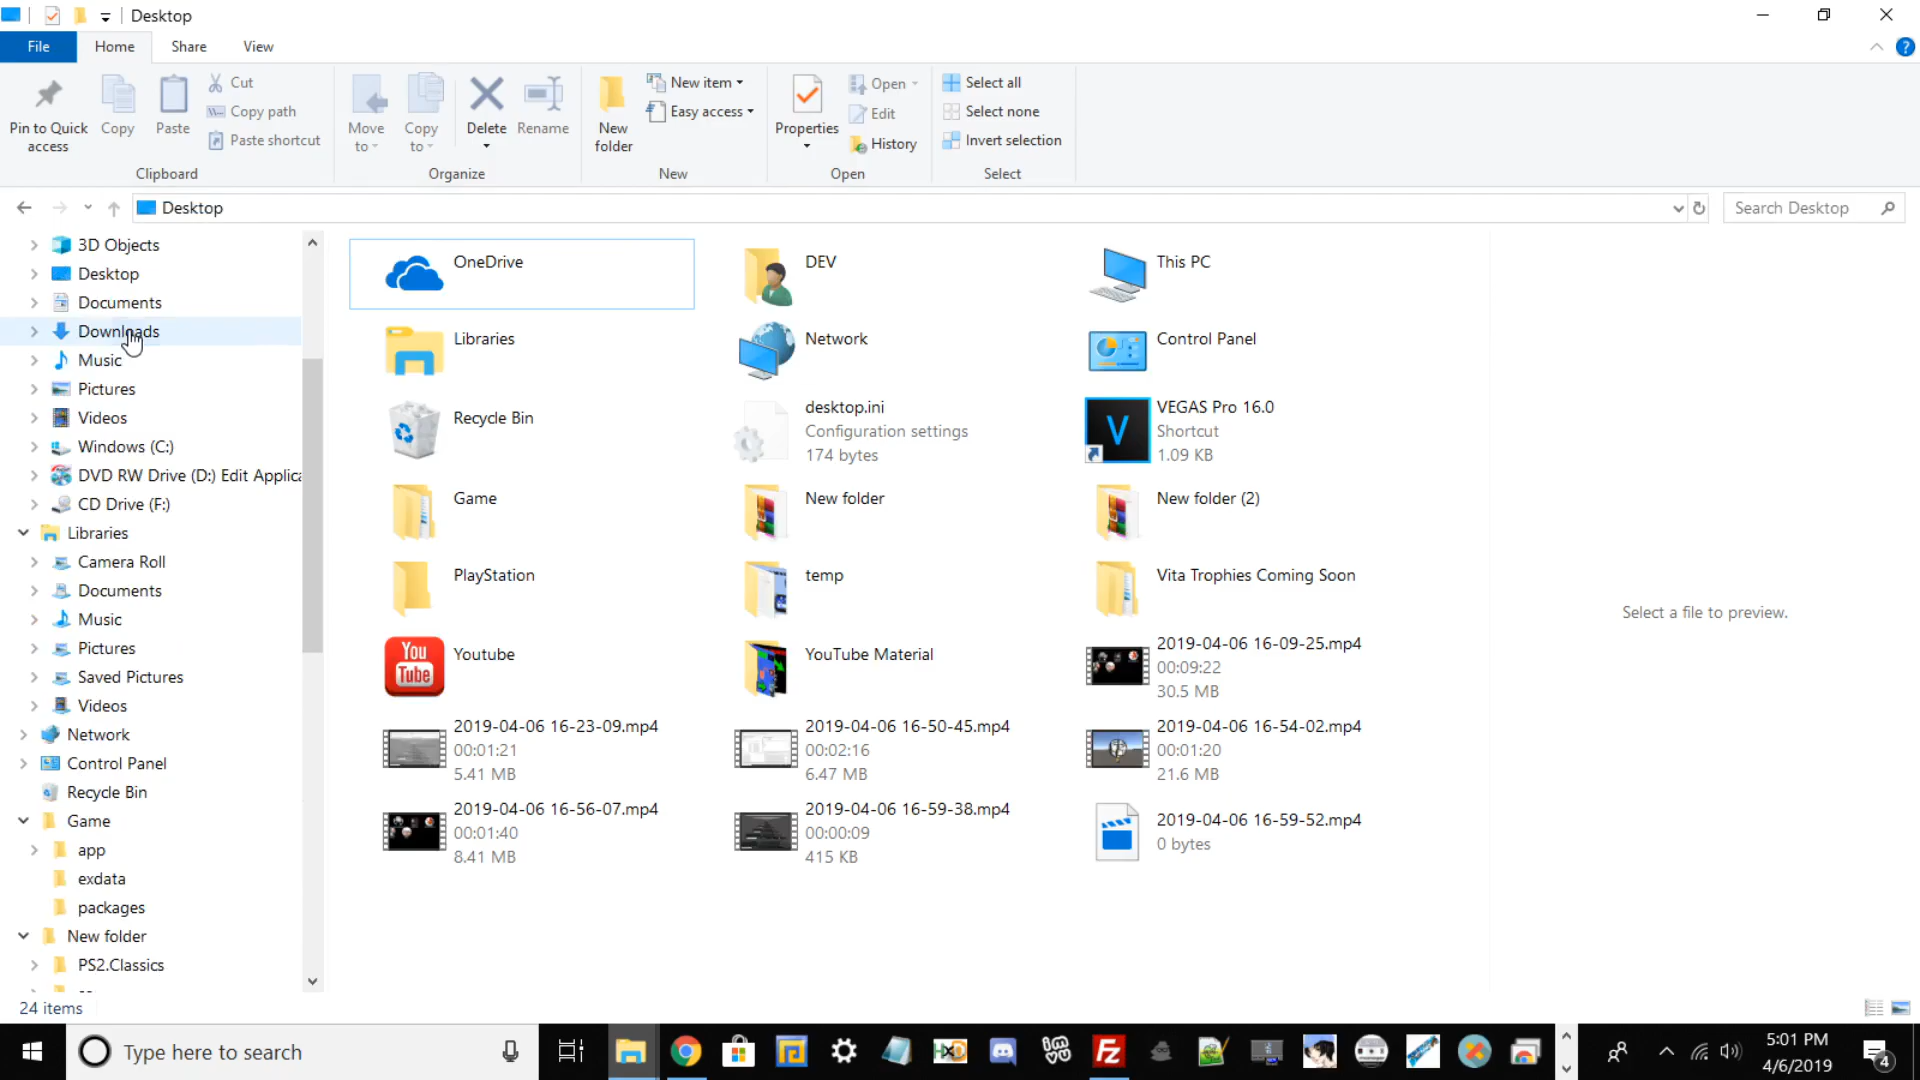 Desktop
File Home Share View
Pin to Quick access
Copy
Paste
Cut
Copy path
Paste shortcut
Clipboard
Move to
Copy to
Delete
Rename
Organize
New folder
New item
Easy access
New
Properties
Open
Edit
History
Open
Select all
Select none
Invert selection
Select
Desktop
Search Desktop
3D Objects
Desktop
Documents
Downloads
Music
Pictures
Videos
Windows (C:)
DVD RW Drive (D:) Edit Applica
CD Drive (F:)
Libraries
Camera Roll
Documents
Music
Pictures
Saved Pictures
Videos
Network
Control Panel
Recycle Bin
Game
app
exdata
packages
New folder
PS2.Classics
OneDrive
DEV
This PC
Libraries
Network
Control Panel
Recycle Bin
desktop.ini
Configuration settings
174 bytes
V
VEGAS Pro 16.0
Shortcut
1.09 KB
Game
New folder
New folder (2)
PlayStation
temp
Vita Trophies Coming Soon
You
Tube
Youtube
YouTube Material
2019-04-06 16-09-25.mp4
00:09:22
30.5 MB
2019-04-06 16-23-09.mp4
00:01:21
5.41 MB
2019-04-06 16-50-45.mp4
00:02:16
6.47 MB
2019-04-06 16-54-02.mp4
00:01:20
21.6 MB
2019-04-06 16-56-07.mp4
00:01:40
8.41 MB
2019-04-06 16-59-38.mp4
00:00:09
415 KB
2019-04-06 16-59-52.mp4
0 bytes
Select a file to preview.
24 items
Type here to search
HxD
Fz
5:01 PM
4/6/2019
4